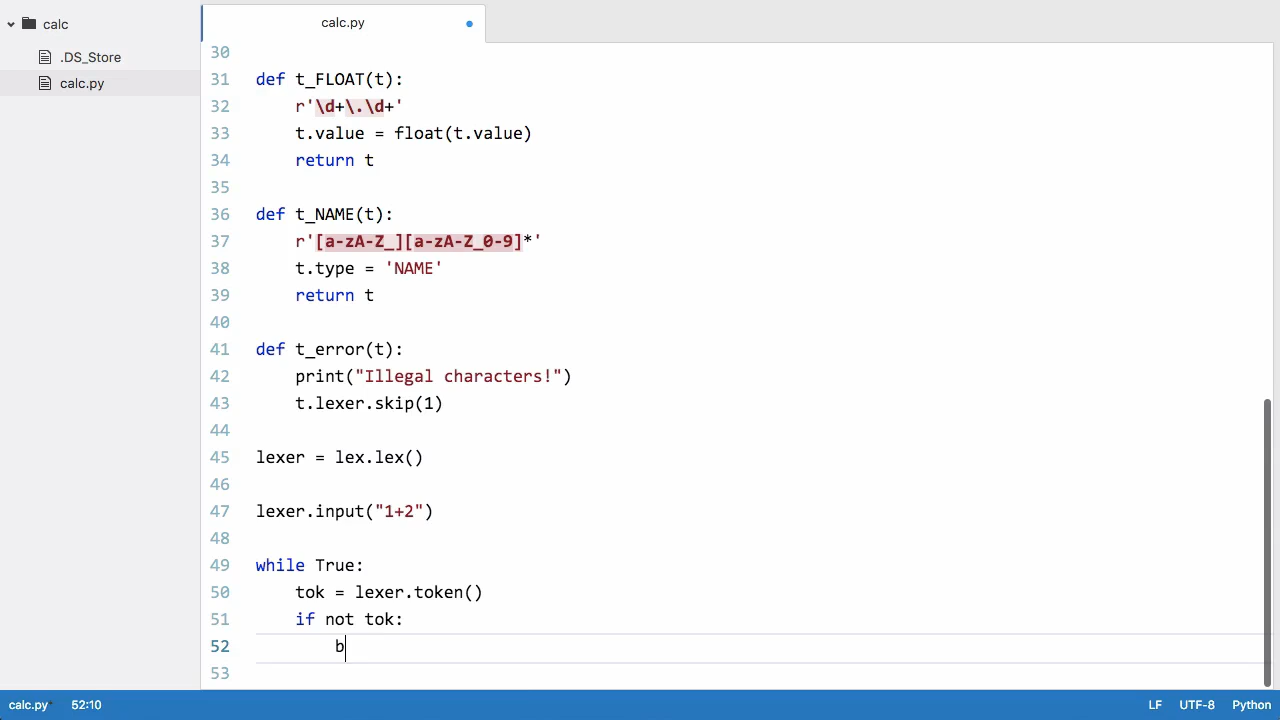 calc
.DS_Store
calc.py
calc.py
30
31 def t_FLOAT(t):
32 r'\d+\.\d+'
33 t.value = float(t.value)
34 return t
35
36 def t_NAME(t):
37 r'[a-zA-Z_][a-zA-Z_0-9]*'
38 t.type = 'NAME'
39 return t
40
41 def t_error(t):
42 print("Illegal characters!")
43 t.lexer.skip(1)
44
45 lexer = lex.lex()
46
47 lexer.input("1+2")
48
49 while True:
50 tok = lexer.token()
51 if not tok:
52 b
53
calc.py* 52:10 LF UTF-8 Python